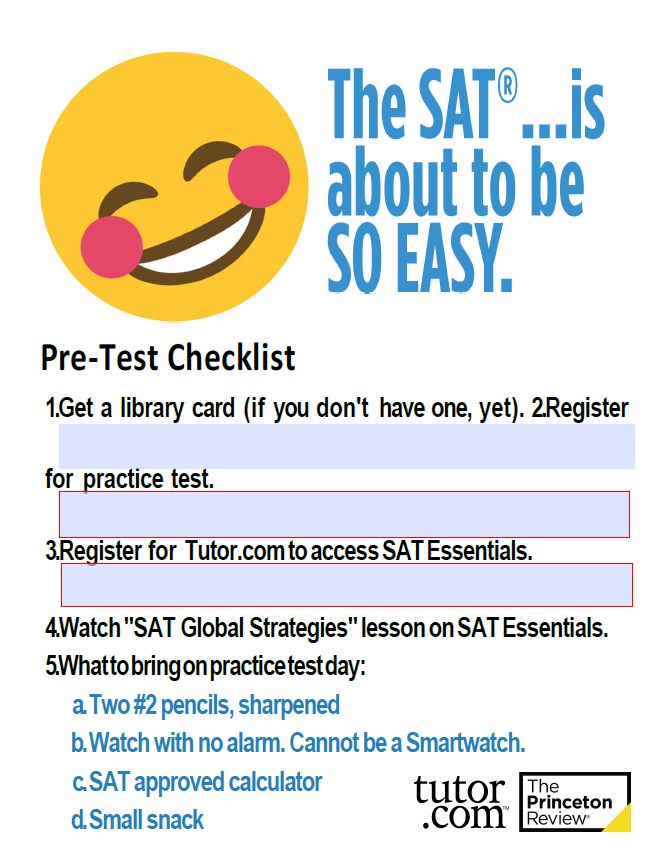 The SAT®...is
about to be
SO EASY.
Pre-Test Checklist
1.Get a library card (if you don't have one, yet). 2.Register
for practice test.
3.Register for Tutor.com to access SAT Essentials.
4.Watch "SAT Global Strategies" lesson on SAT Essentials.
5.What to bring on practice test day:
a.Two #2 pencils, sharpened
b.Watch with no alarm. Cannot be a Smartwatch.
c.SAT approved calculator
d.Small snack
tutor
.com™
The
Princeton
Review®